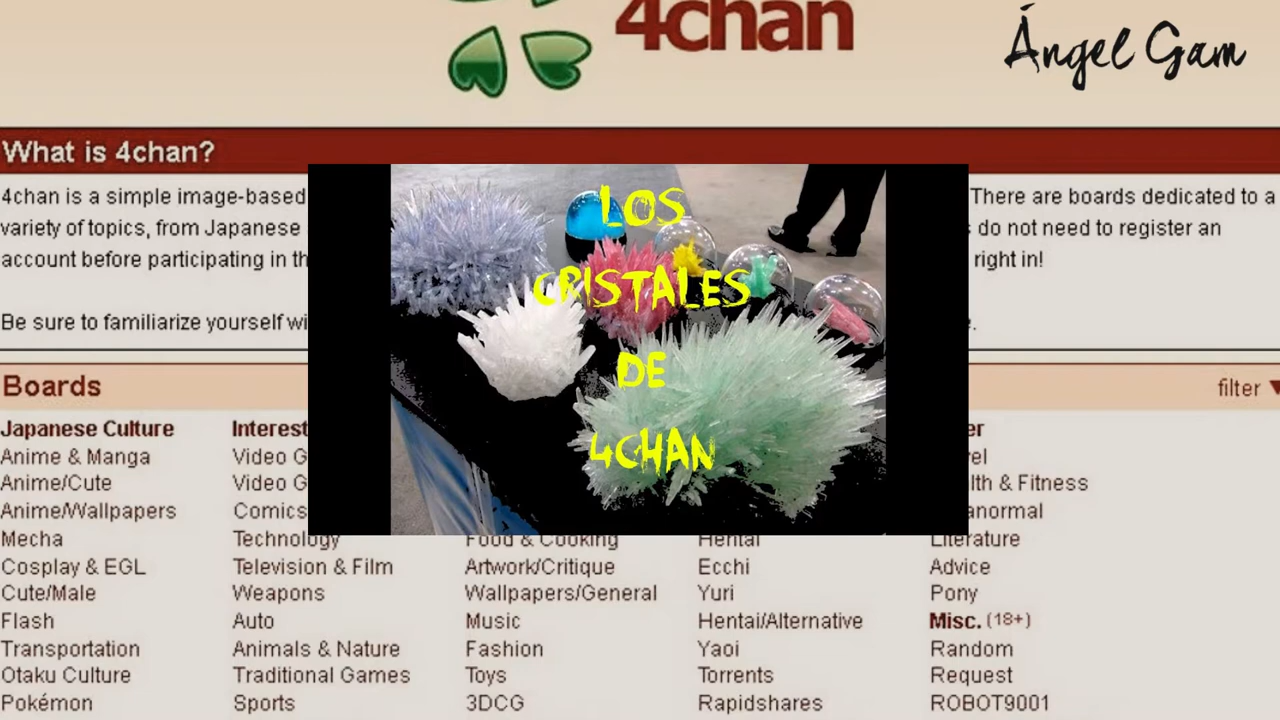 4chan
Ángel Gam
What is 4chan?
4chan is a simple image-based There are boards dedicated to a
variety of topics, from Japanese do not need to register an
account before participating in right in!
Be sure to familiarize yourself
Boards filter ▼
LOS
CRISTALES
DE
4CHAN
Japanese Culture
Anime & Manga
Anime/Cute
Anime/Wallpapers
Mecha
Cosplay & EGL
Cute/Male
Flash
Transportation
Otaku Culture
Pokémon
Interest
Video G
Video G
Comics
Technology
Television & Film
Weapons
Auto
Animals & Nature
Traditional Games
Sports
Food & Cooking
Artwork/Critique
Wallpapers/General
Music
Fashion
Toys
3DCG
Hentai
Ecchi
Yuri
Hentai/Alternative
Yaoi
Torrents
Rapidshares
lth & Fitness
anormal
Literature
Advice
Pony
Misc. (18+)
Random
Request
ROBOT9001